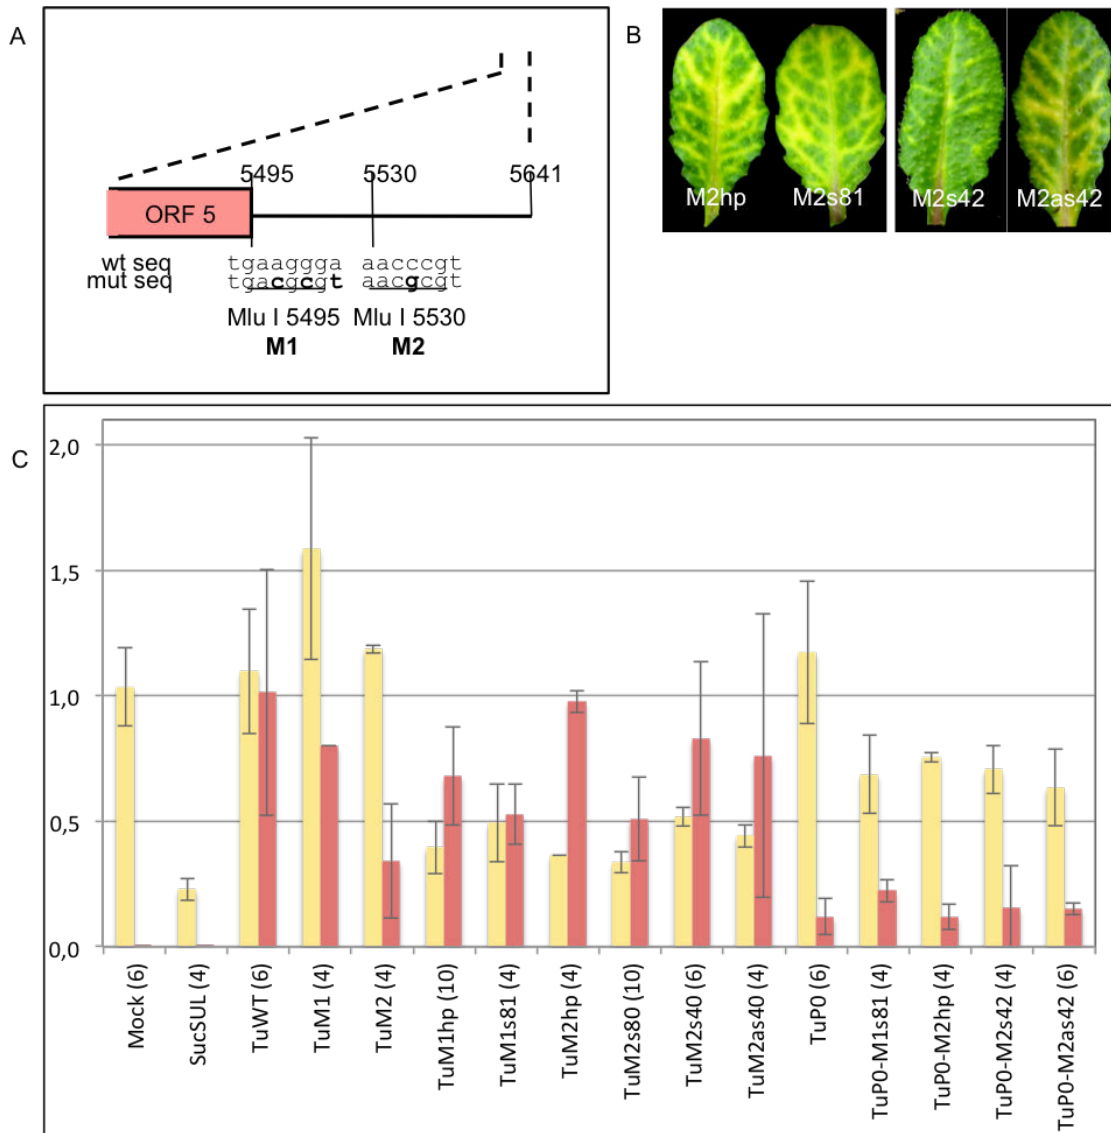 A
5495 5530 5641
ORF 5
wt seq tgaaggga aacccgt
mut seq tgacgcgt aacgcgt
Mlu I 5495 Mlu I 5530
M1 M2
B
M2hp M2s81 M2s42 M2as42
C
2,0
1,5
1,0
0,5
0,0
Mock (6)
SucSUL (4)
TuWT (6)
TuM1 (4)
TuM2 (4)
TuM1hp (10)
TuM1s81 (4)
TuM2hp (4)
TuM2s80 (10)
TuM2s40 (6)
TuM2as40 (4)
TuP0 (6)
TuP0-M1s81 (4)
TuP0-M2hp (4)
TuP0-M2s42 (4)
TuP0-M2as42 (6)